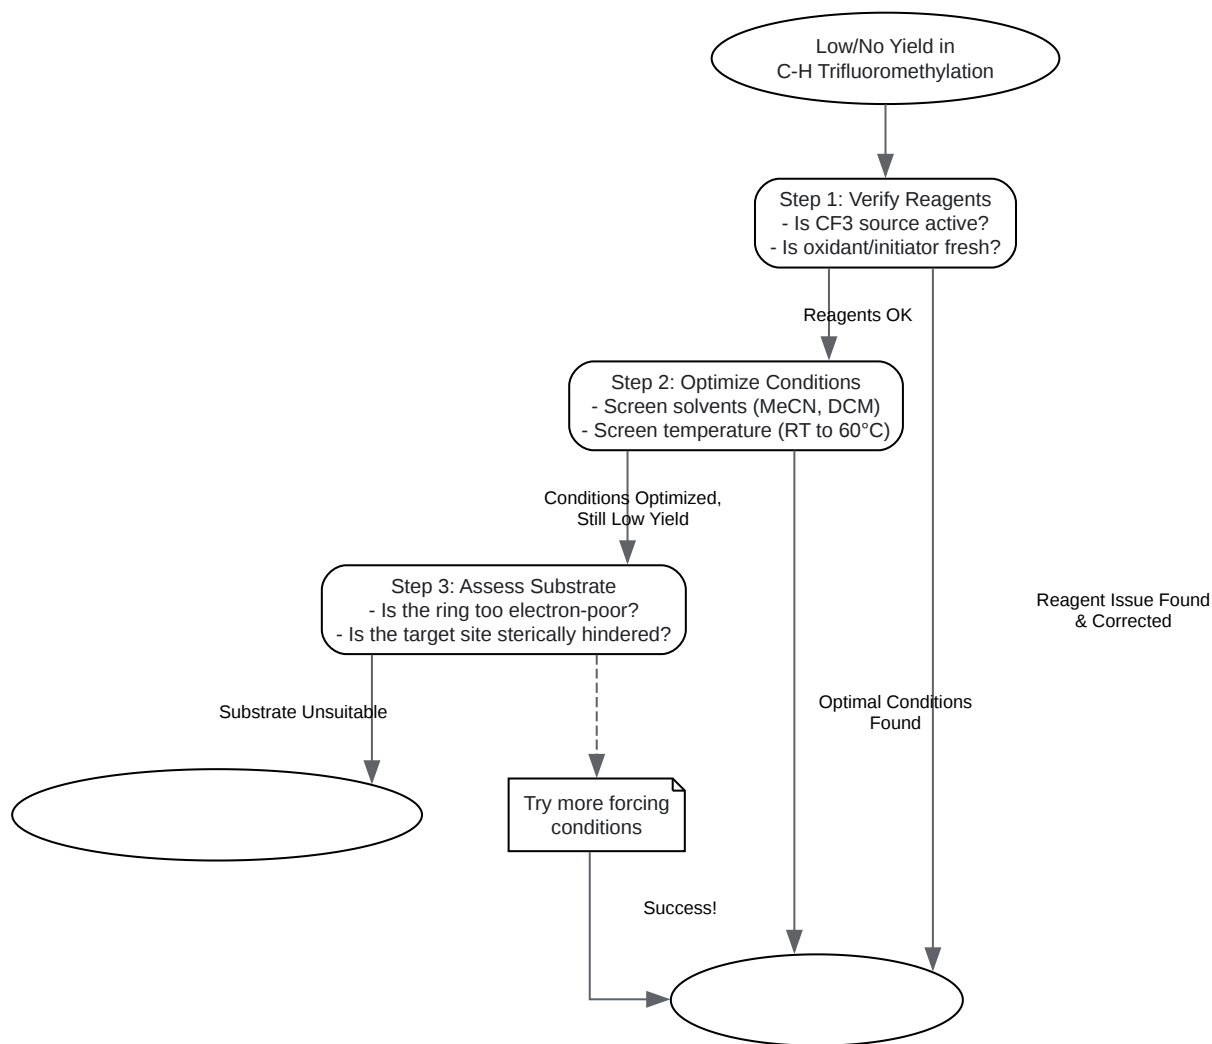 Low/No Yield in
C-H Trifluoromethylation
Step 1: Verify Reagents
- Is CF3 source active?
- Is oxidant/initiator fresh?
Reagents OK
Step 2: Optimize Conditions
- Screen solvents (MeCN, DCM)
- Screen temperature (RT to 60°C)
Conditions Optimized,
Still Low Yield
Step 3: Assess Substrate
- Is the ring too electron-poor?
- Is the target site sterically hindered?
Reagent Issue Found
& Corrected
Substrate Unsuitable
Optimal Conditions
Found
Try more forcing
conditions
Success!